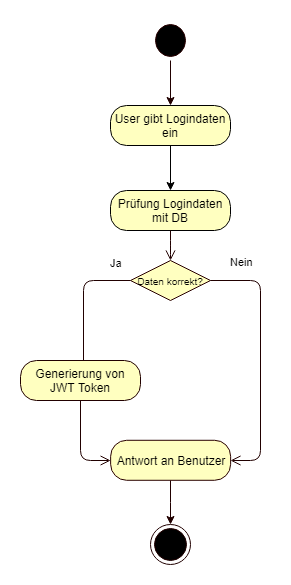 User gibt Logindaten
ein
Prüfung Logindaten
mit DB
Daten korrekt?
Ja
Nein
Generierung von
JWT Token
Antwort an Benutzer